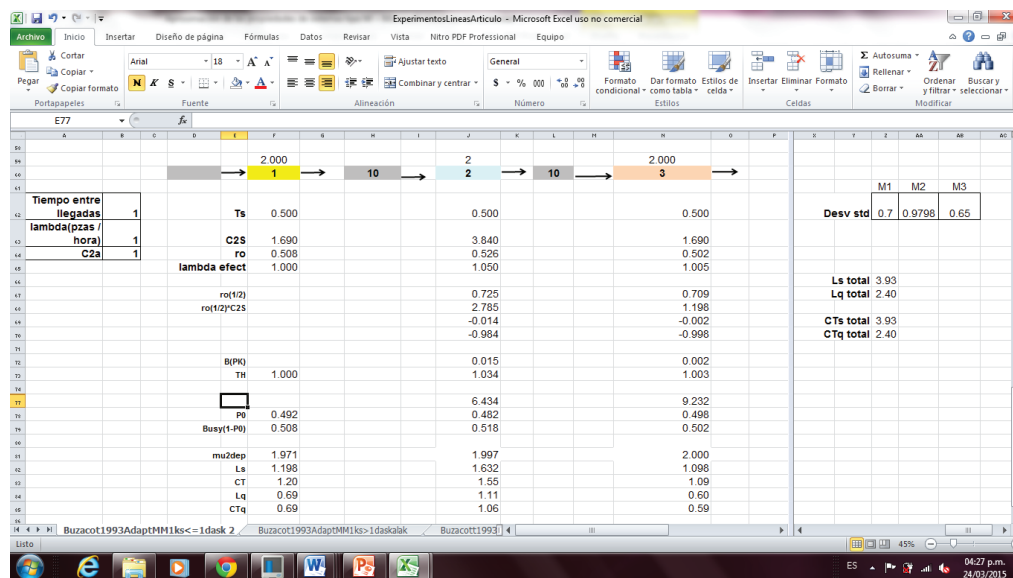 ExperimentosLineasArticulo - Microsoft Excel uso no comercial
Archivo Inicio Insertar Diseño de página Fórmulas Datos Revisar Vista Nitro PDF Professional Equipo
Pegar
Cortar
Copiar
Copiar formato
Portapapeles
Arial 18
N K S
Fuente
Ajustar texto
Combinar y centrar
Alineación
General
$ % 000
Número
Formato condicional
Dar formato como tabla
Estilos de celda
Estilos
Insertar Eliminar Formato
Celdas
Σ Autosuma
Rellenar
Borrar
Ordenar y filtrar
Buscar y seleccionar
Modificar
E77 fx
A B C D E F G H I J K L M N O P X Y Z AA AB AC
2.000 2 2.000
1 10 2 10 3
M1 M2 M3
Tiempo entre llegadas 1 Ts 0.500 0.500 0.500 Desv std 0.7 0.9798 0.65
lambda(pzas / hora) 1 C2S 1.690 3.840 1.690
C2a 1 ro 0.508 0.526 0.502
lambda efect 1.000 1.050 1.005
Ls total 3.93
ro(1/2) 0.725 0.709 Lq total 2.40
ro(1/2)*C2S 2.785 1.198
-0.014 -0.002 CTs total 3.93
-0.984 -0.998 CTq total 2.40
B(PK) 0.015 0.002
TH 1.000 1.034 1.003
77 6.434 9.232
P0 0.492 0.482 0.498
Busy(1-P0) 0.508 0.518 0.502
mu2dep 1.971 1.997 2.000
Ls 1.198 1.632 1.098
CT 1.20 1.55 1.09
Lq 0.69 1.11 0.60
CTq 0.69 1.06 0.59
Buzacot1993AdaptMM1ks<=1dask 2 Buzacot1993AdaptMM1ks>1daskalak Buzacott1993
Listo 45%
ES 04:27 p.m.
24/03/2015